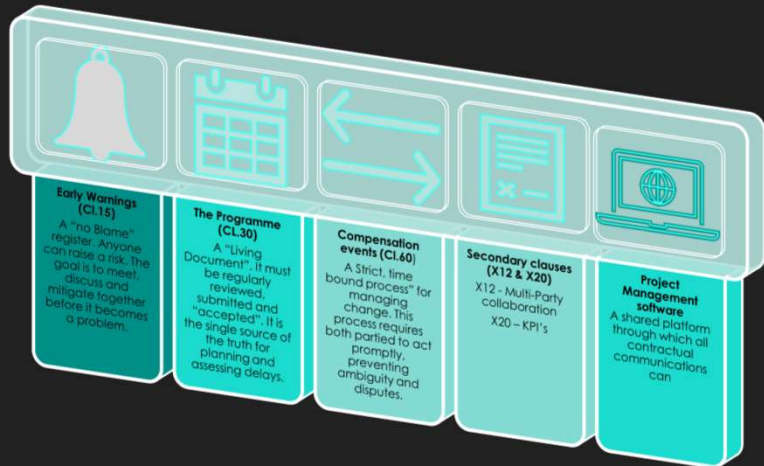 Early Warnings
(Cl.15)
A “no Blame”
register. Anyone
can raise a risk. The
goal is to meet,
discuss and
mitigate together
before it becomes
a problem.
The Programme
(CL.30)
A “Living
Document”. It must
be regularly
reviewed,
submitted and
“accepted”. It is
the single source of
the truth for
planning and
assessing delays.
Compensation
events (Cl.60)
A Strict, time
bound process” for
managing
change. This
process requires
both partied to act
promptly,
preventing
ambiguity and
disputes.
Secondary clauses
(X12 & X20)
X12 - Multi-Party
collaboration
X20 – KPI’s
Project
Management
software
A shared platform
through which all
contractual
communications
can